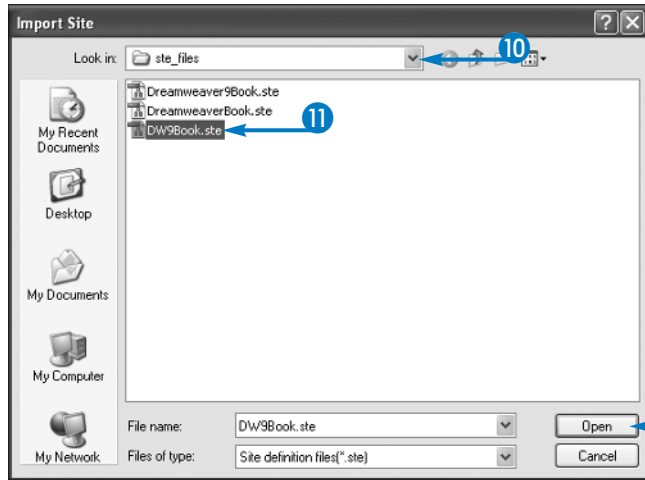 Import Site
Look in:
ste_files
10
Dreamweaver9Book.ste
DreamweaverBook.ste
DW9Book.ste
11
My Recent
Documents
Desktop
My Documents
My Computer
My Network
File name:
DW9Book.ste
Open
Files of type:
Site definition files(*.ste)
Cancel